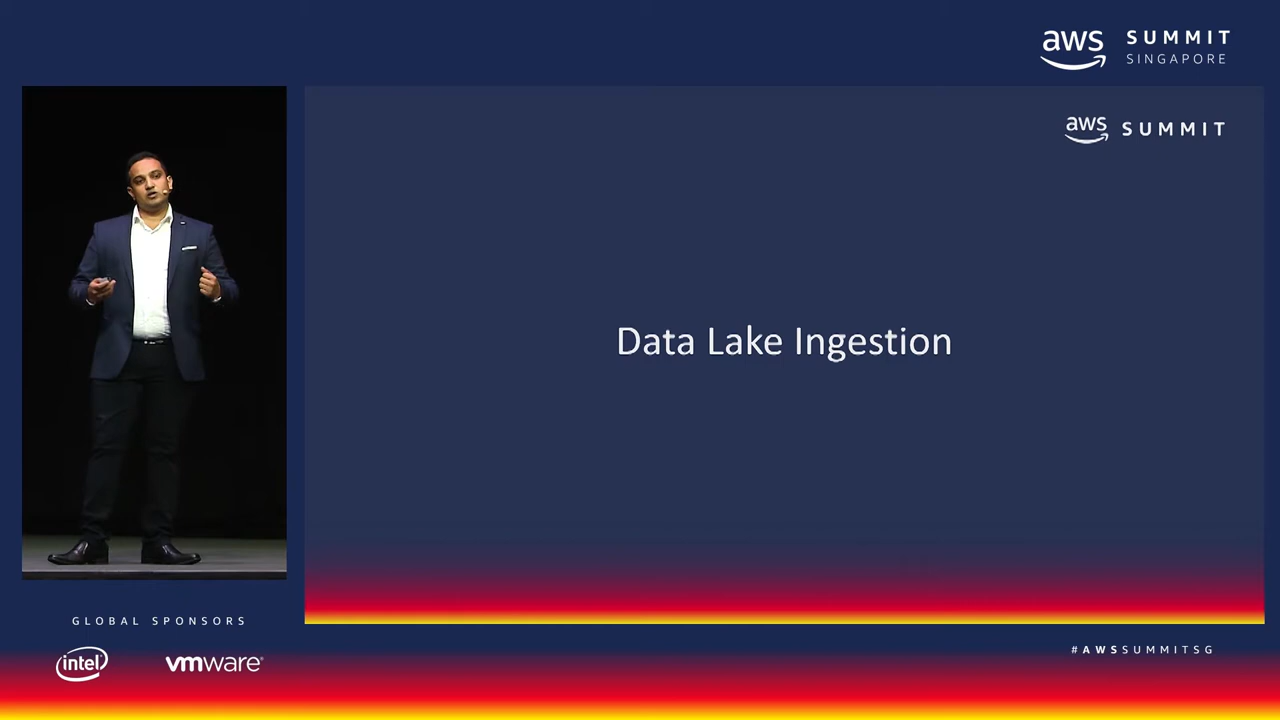 aws SUMMIT
SINGAPORE
aws SUMMIT
Data Lake Ingestion
GLOBAL SPONSORS
intel
vmware®
#AWSSUMMITSG